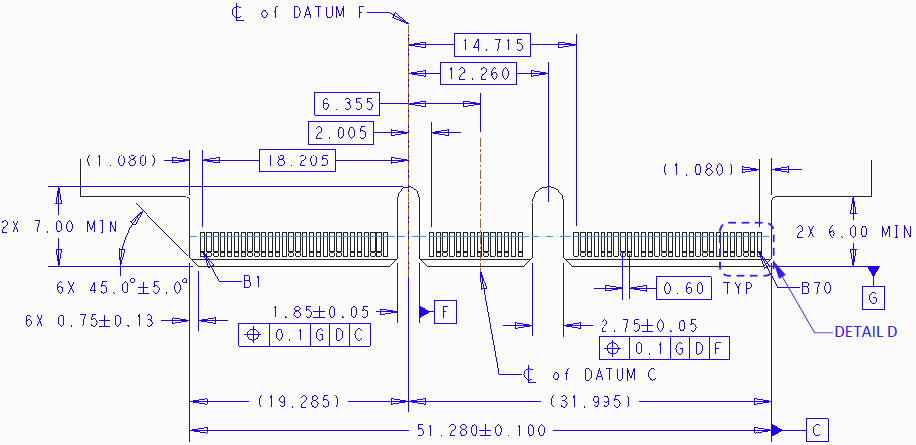 ℄ of DATUM F
14.715
12.260
6.355
2.005
(1.080)
18.205
(1.080)
2X 7.00 MIN
2X 6.00 MIN
6X 45.0°±5.0°
B1
0.60
TYP
B70
G
6X 0.75±0.13
1.85±0.05
F
⌖ 0.1 G D C
2.75±0.05
⌖ 0.1 G D F
DETAIL D
℄ of DATUM C
(19.285)
(31.995)
51.280±0.100
C